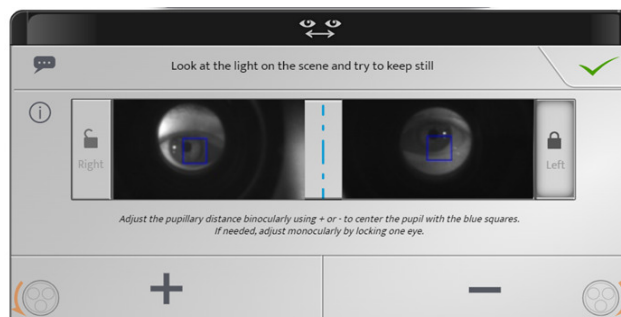 Look at the light on the scene and try to keep still
Right
Left
Adjust the pupillary distance binocularly using + or - to center the pupil with the blue squares.
If needed, adjust monocularly by locking one eye.